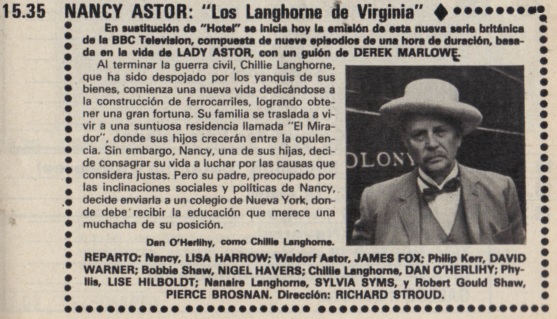 15.35 NANCY ASTOR: "Los Langhorne de Virginia" ◆
En sustitución de "Hotel" se inicia hoy la emisión de esta nueva serie británica
de la BBC Television, compuesta de nueve episodios de una hora de duración, basa-
da en la vida de LADY ASTOR, con un guión de DEREK MARLOWE.
Al terminar la guerra civil, Chillie Langhorne,
que ha sido despojado por los yanquis de sus
bienes, comienza una nueva vida dedicándose a
la construcción de ferrocarriles, logrando obte-
ner una gran fortuna. Su familia se traslada a vi-
vir a una suntuosa residencia llamada "El Mira-
dor", donde sus hijos crecerán entre la opulen-
cia. Sin embargo, Nancy, una de sus hijas, deci-
de consagrar su vida a luchar por las causas que
considera justas. Pero su padre, preocupado por
las inclinaciones sociales y políticas de Nancy,
decide enviarla a un colegio de Nueva York, don-
de debe recibir la educación que merece una
muchacha de su posición.
OLONY
Dan O'Herlihy, como Chillie Langhorne.
REPARTO: Nancy, LISA HARROW; Waldorf Astor, JAMES FOX; Philip Kerr, DAVID
WARNER; Bobbie Shaw, NIGEL HAVERS; Chillie Langhorne, DAN O'HERLIHY; Phy-
llis, LISE HILBOLDT; Nanaire Langhorne, SYLVIA SYMS, y Robert Gould Shaw,
PIERCE BROSNAN. Dirección: RICHARD STROUD.